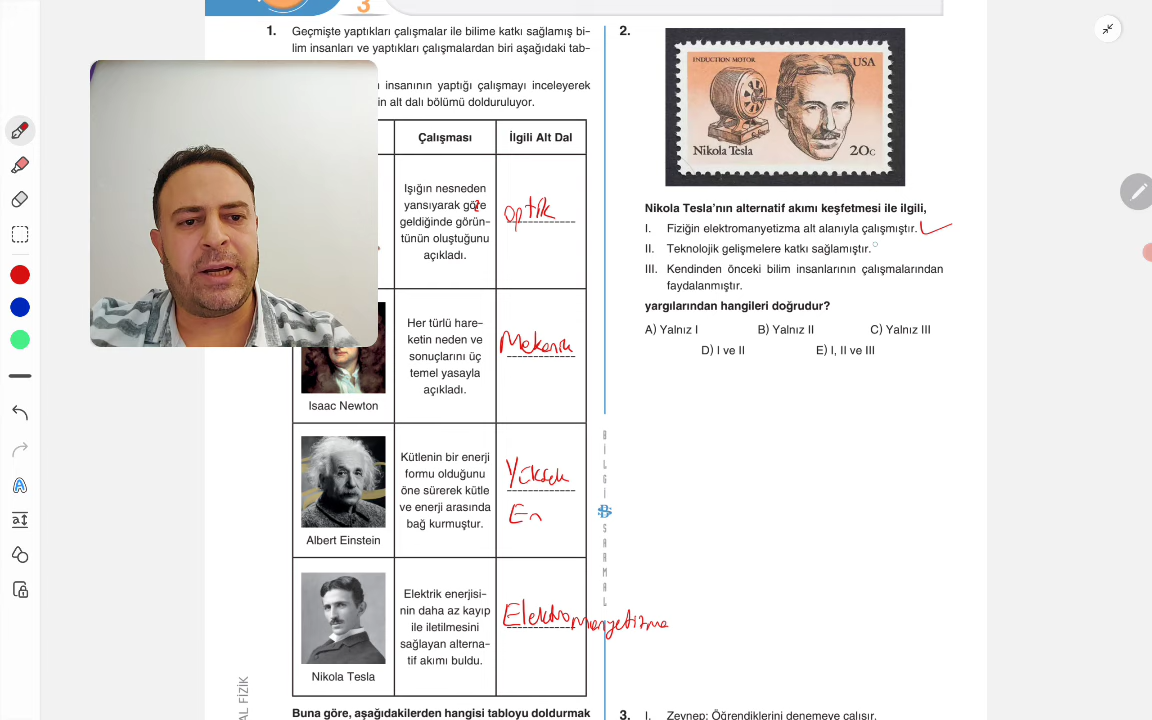 3
1. Geçmişte yaptıkları çalışmalar ile bilime katkı sağlamış bi-
lim insanları ve yaptıkları çalışmalardan biri aşağıdaki tab-
insanının yaptığı çalışmayı inceleyerek
in alt dalı bölümü dolduruluyor.
Çalışması
İlgili Alt Dal
Işığın nesneden
yansıyarak göze
geldiğinde görün-
tünün oluştuğunu
açıkladı.
optik
Her türlü hare-
ketin neden ve
sonuçlarını üç
temel yasayla
açıkladı.
Mekanik
Isaac Newton
Kütlenin bir enerji
formu olduğunu
öne sürerek kütle
ve enerji arasında
bağ kurmuştur.
Yüksek
En
Albert Einstein
Elektrik enerjisi-
nin daha az kayıp
ile iletilmesini
sağlayan alterna-
tif akımı buldu.
Elektromanyetizma
Nikola Tesla
Buna göre, aşağıdakilerden hangisi tabloyu doldurmak
AL FİZİK
BİLGİ
SARMAL
2.
INDUCTION MOTOR
USA
Nikola Tesla
20c
Nikola Tesla'nın alternatif akımı keşfetmesi ile ilgili,
I. Fiziğin elektromanyetizma alt alanıyla çalışmıştır.
II. Teknolojik gelişmelere katkı sağlamıştır.
III. Kendinden önceki bilim insanlarının çalışmalarından
faydalanmıştır.
yargılarından hangileri doğrudur?
A) Yalnız I B) Yalnız II C) Yalnız III
D) I ve II E) I, II ve III
3. I. Zeynep: Öğrendiklerini denemeye çalışır.